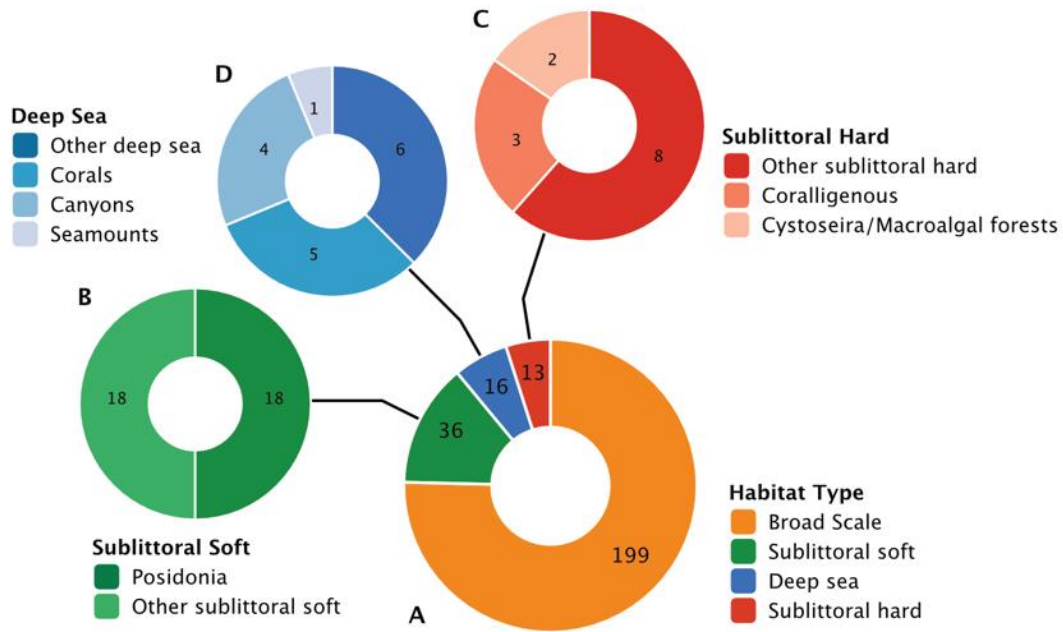 C
2
3
8
Sublittoral Hard
Other sublittoral hard
Coralligenous
Cystoseira/Macroalgal forests
D
1
4
6
5
Deep Sea
Other deep sea
Corals
Canyons
Seamounts
B
18
18
Sublittoral Soft
Posidonia
Other sublittoral soft
13
16
36
199
A
Habitat Type
Broad Scale
Sublittoral soft
Deep sea
Sublittoral hard